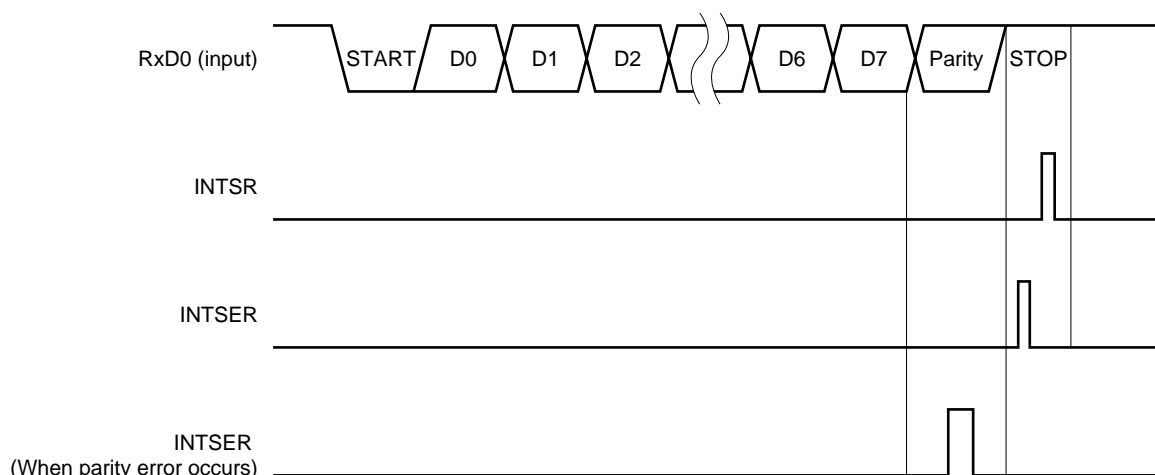 RxD0 (input) START D0 D1 D2 D6 D7 Parity STOP
INTSR
INTSER
INTSER
(When parity error occurs)